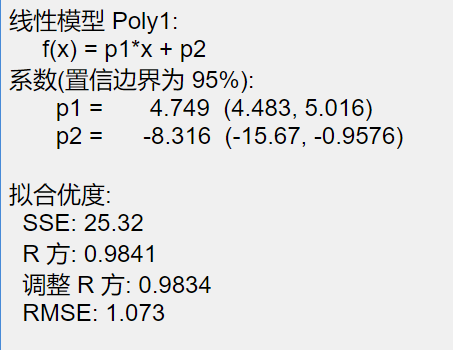 线性模型 Poly1:
f(x) = p1*x + p2
系数(置信边界为 95%):
p1 = 4.749 (4.483, 5.016)
p2 = -8.316 (-15.67, -0.9576)
拟合优度:
SSE: 25.32
R 方: 0.9841
调整 R 方: 0.9834
RMSE: 1.073